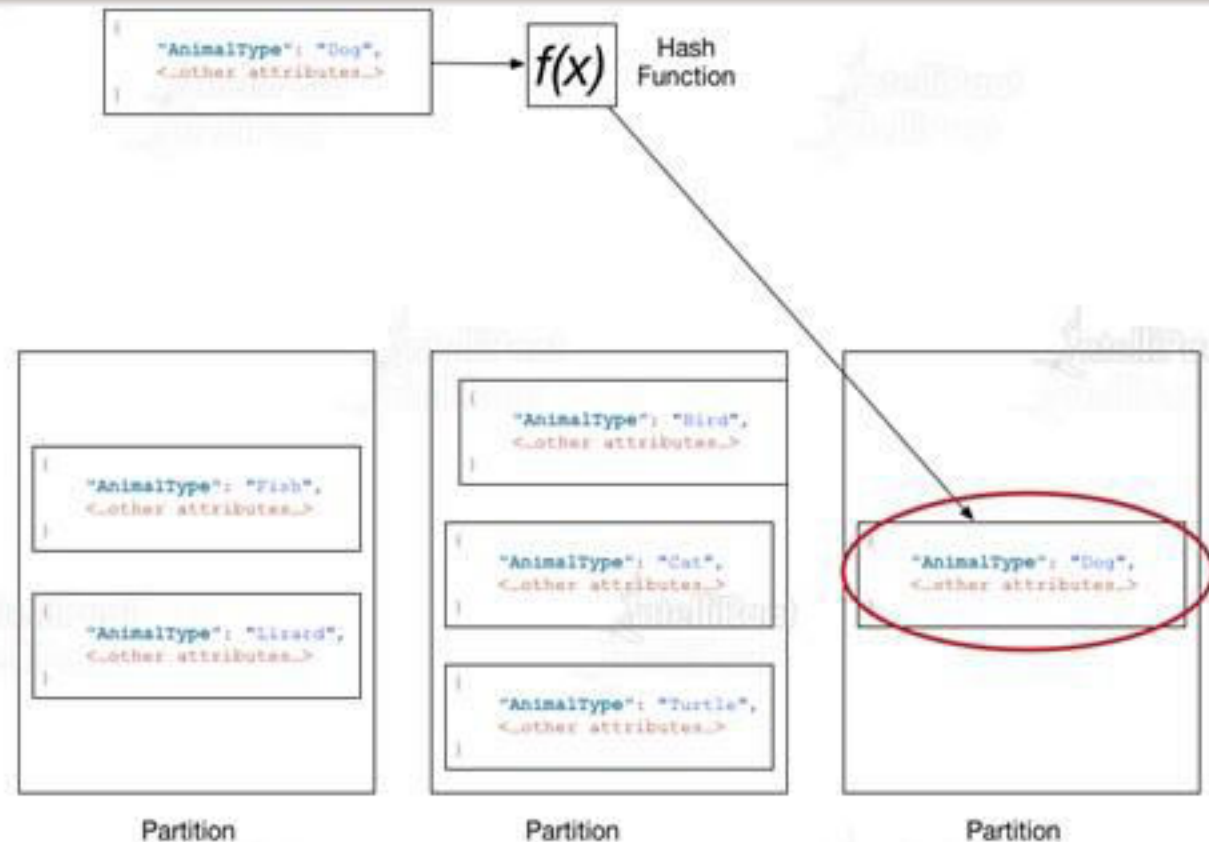 {
"AnimalType": "Dog",
<…other attributes…>
}
f(x)
Hash
Function
{
"AnimalType": "Fish",
<…other attributes…>
}
{
"AnimalType": "Lizard",
<…other attributes…>
}
Partition
{
"AnimalType": "Bird",
<…other attributes…>
}
{
"AnimalType": "Cat",
<…other attributes…>
}
{
"AnimalType": "Turtle",
<…other attributes…>
}
Partition
{
"AnimalType": "Dog",
<…other attributes…>
}
Partition